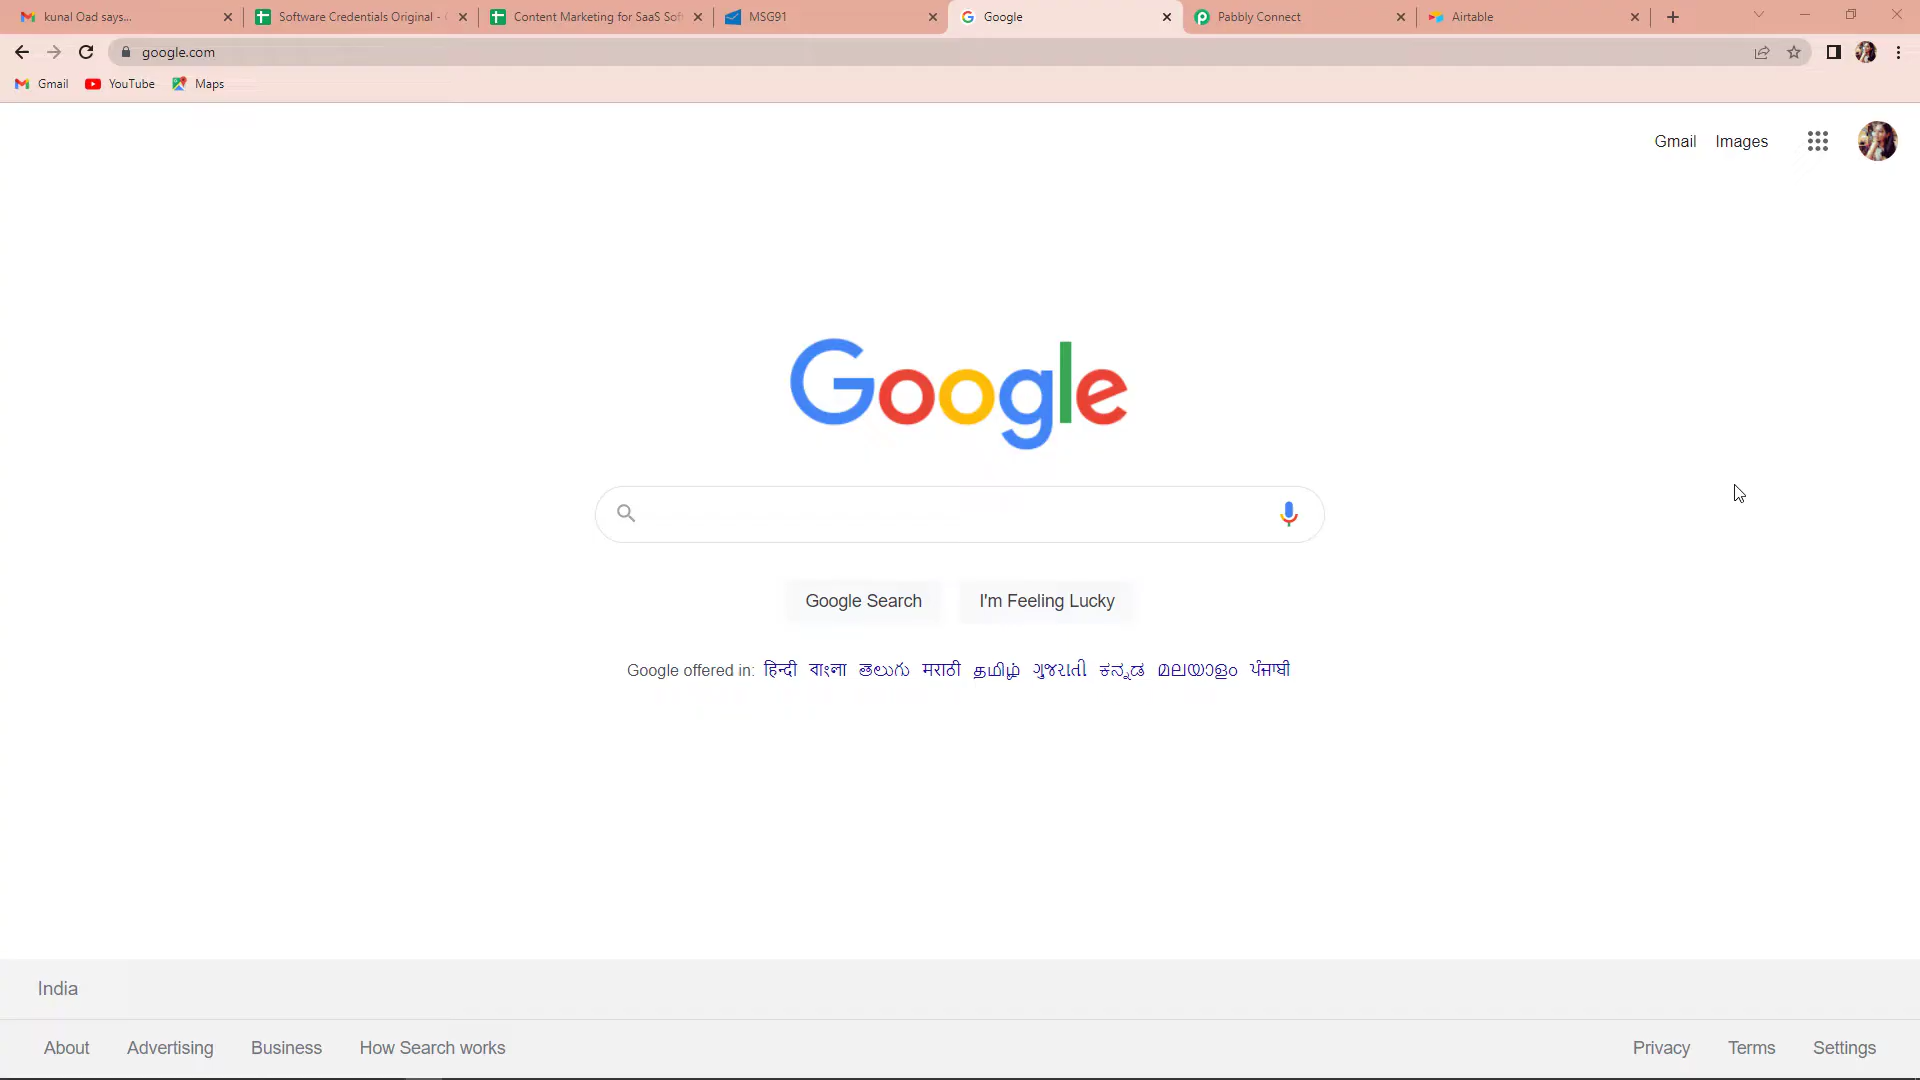 kunal Oad says...
Software Credentials Original -
Content Marketing for SaaS Sof
MSG91
Google
Pabbly Connect
Airtable
google.com
Gmail
YouTube
Maps
Gmail
Images
Google
Google Search
I'm Feeling Lucky
Google offered in: हिन्दी বাংলা తెలుగు मराठी தமிழ் ગુજરાતી ಕನ್ನಡ മലയാളം ਪੰਜਾਬੀ
India
About
Advertising
Business
How Search works
Privacy
Terms
Settings